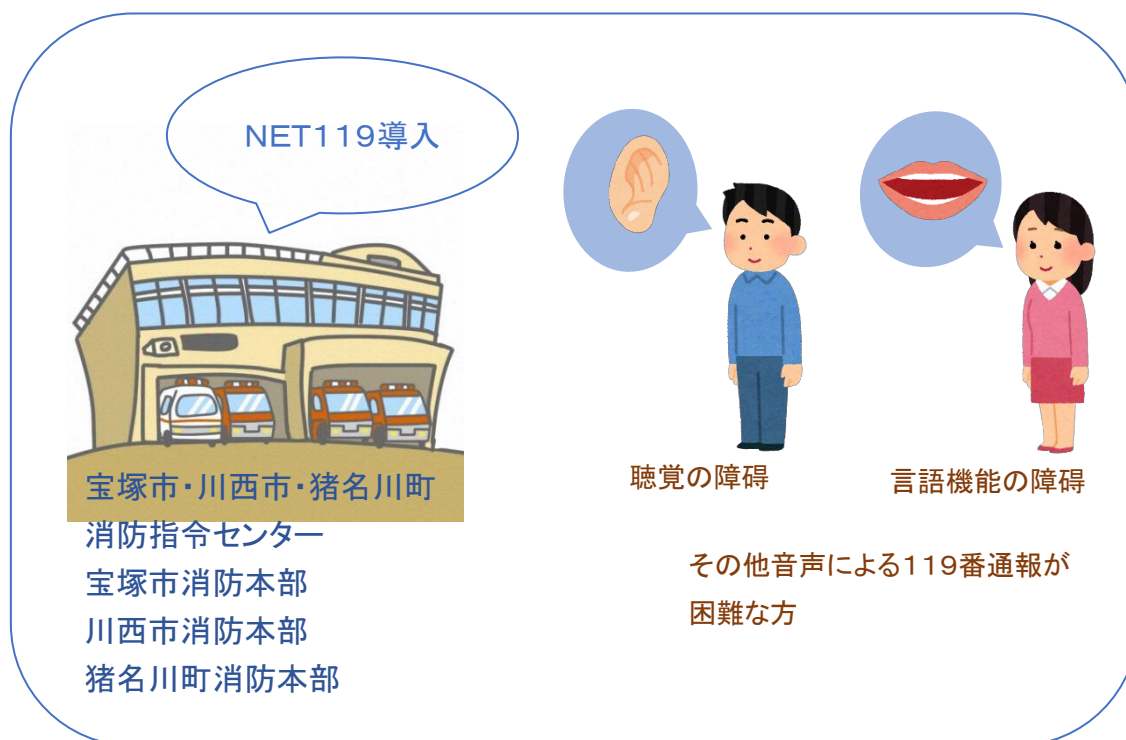 NET119導入
宝塚市・川西市・猪名川町
消防指令センター
宝塚市消防本部
川西市消防本部
猪名川町消防本部
聴覚の障碍
言語機能の障碍
その他音声による119番通報が
困難な方